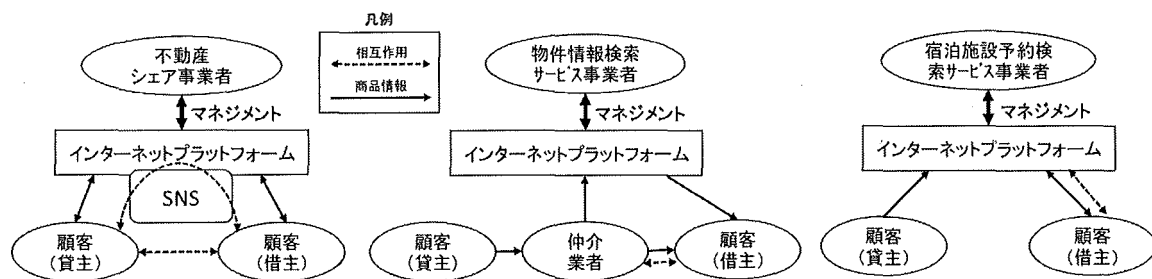 不動産
シェア事業者
マネジメント
インターネットプラットフォーム
SNS
顧客
(貸主)
顧客
(借主)
凡例
相互作用
商品情報
物件情報検索
サービス事業者
マネジメント
インターネットプラットフォーム
顧客
(貸主)
仲介
業者
顧客
(借主)
宿泊施設予約検
索サービス事業者
マネジメント
インターネットプラットフォーム
顧客
(貸主)
顧客
(借主)